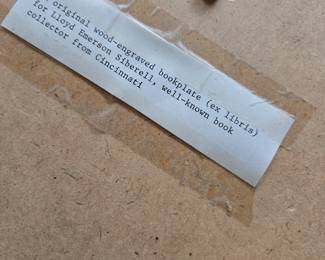 original wood-engraved bookplate (ex libris)
for Lloyd Emerson Siberell, well-known book
collector from Cincinnati